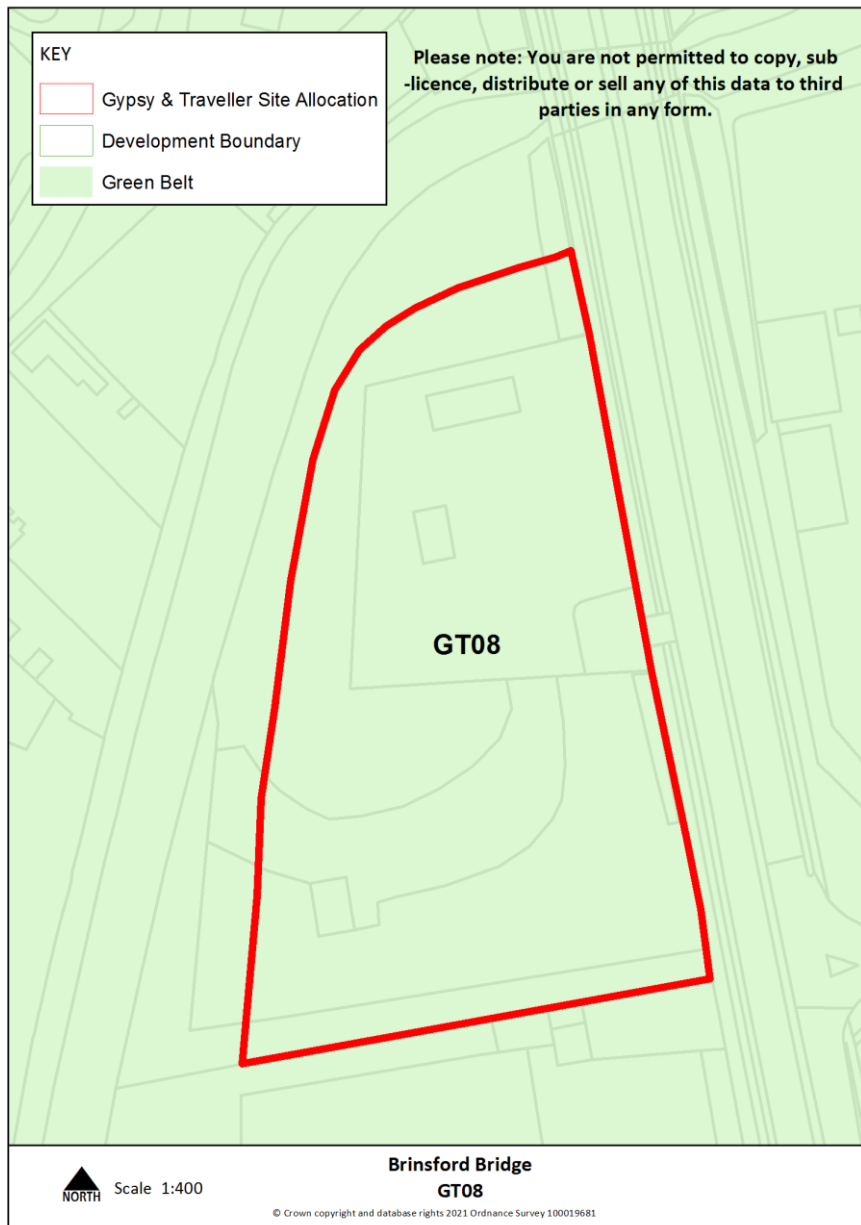 KEY
Gypsy & Traveller Site Allocation
Development Boundary
Green Belt
Please note: You are not permitted to copy, sub
-licence, distribute or sell any of this data to third
parties in any form.
GT08
NORTH
Scale 1:400
Brinsford Bridge
GT08
© Crown copyright and database rights 2021 Ordnance Survey 100019681